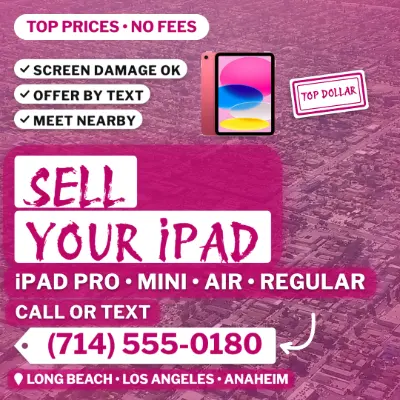 TOP PRICES • NO FEES
SCREEN DAMAGE OK
OFFER BY TEXT
MEET NEARBY
TOP DOLLAR
SELL
YOUR iPAD
iPAD PRO • MINI • AIR • REGULAR
CALL OR TEXT
(714) 555-0180
LONG BEACH • LOS ANGELES • ANAHEIM